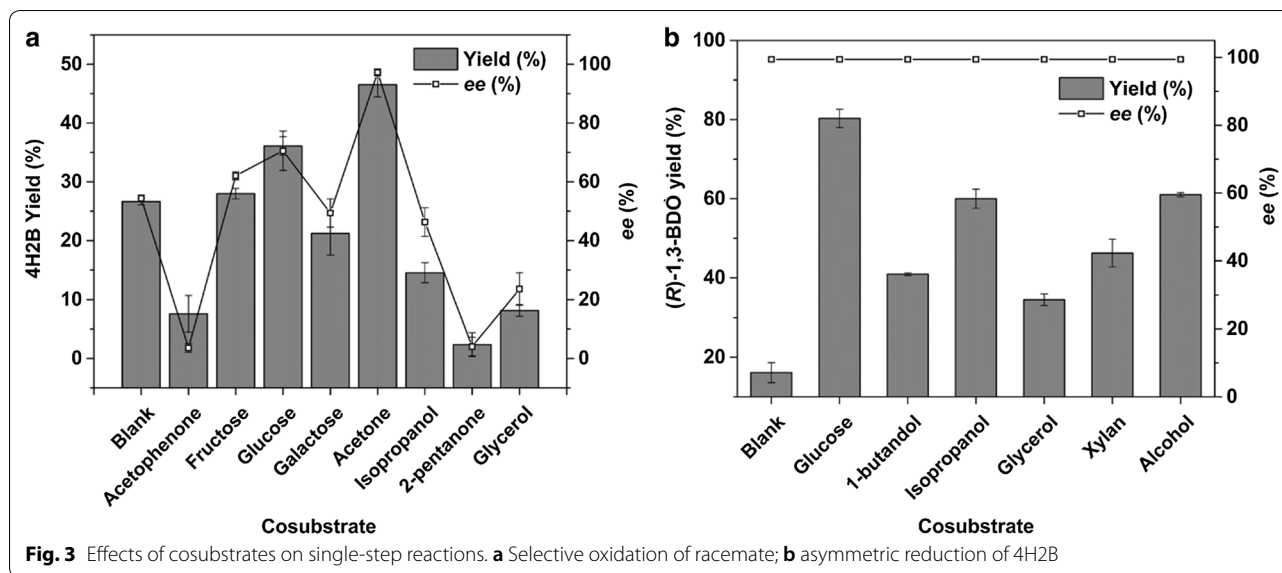 a
Yield (%)
ee (%)
4H2B Yield (%)
50
40
30
20
10
0
100
80
60
40
20
0
ee (%)
Blank
Acetophenone
Fructose
Glucose
Galactose
Acetone
Isopropanol
2-pentanone
Glycerol
Cosubstrate
b
Yield (%)
ee (%)
(R)-1,3-BDO yield (%)
100
80
60
40
20
100
80
60
40
20
0
ee (%)
Blank
Glucose
1-butandol
Isopropanol
Glycerol
Xylan
Alcohol
Cosubstrate
Fig. 3 Effects of cosubstrates on single-step reactions. a Selective oxidation of racemate; b asymmetric reduction of 4H2B